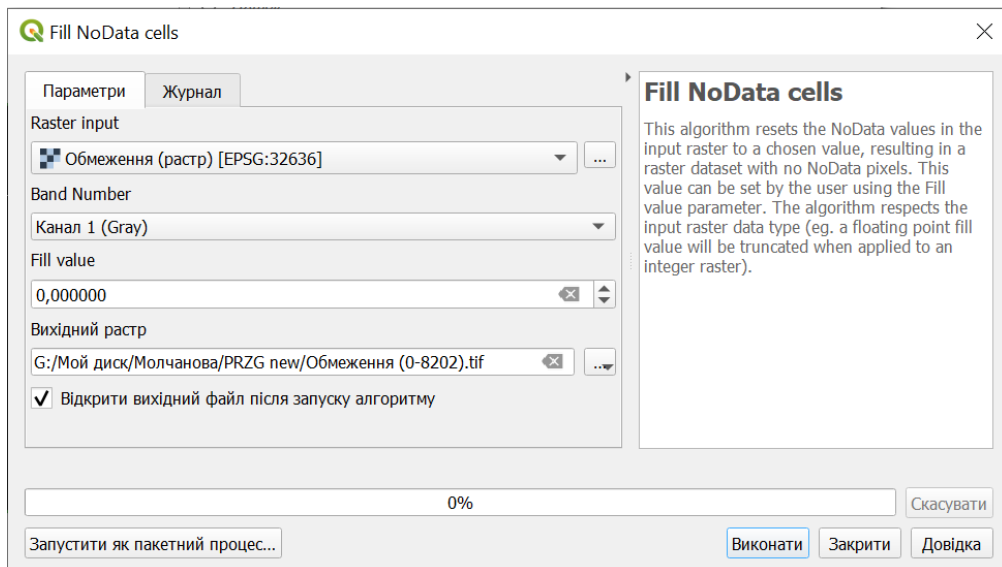 Fill NoData cells
Параметри
Журнал
Raster input
Обмеження (растр) [EPSG:32636]
...
Band Number
Канал 1 (Gray)
Fill value
0,000000
Вихідний растр
G:/Мой диск/Молчанова/PRZG new/Обмеження (0-8202).tif
...
Відкрити вихідний файл після запуску алгоритму
Fill NoData cells
This algorithm resets the NoData values in the
input raster to a chosen value, resulting in a
raster dataset with no NoData pixels. This
value can be set by the user using the Fill
value parameter. The algorithm respects the
input raster data type (eg. a floating point fill
value will be truncated when applied to an
integer raster).
0%
Скасувати
Запустити як пакетний процес...
Виконати
Закрити
Довідка